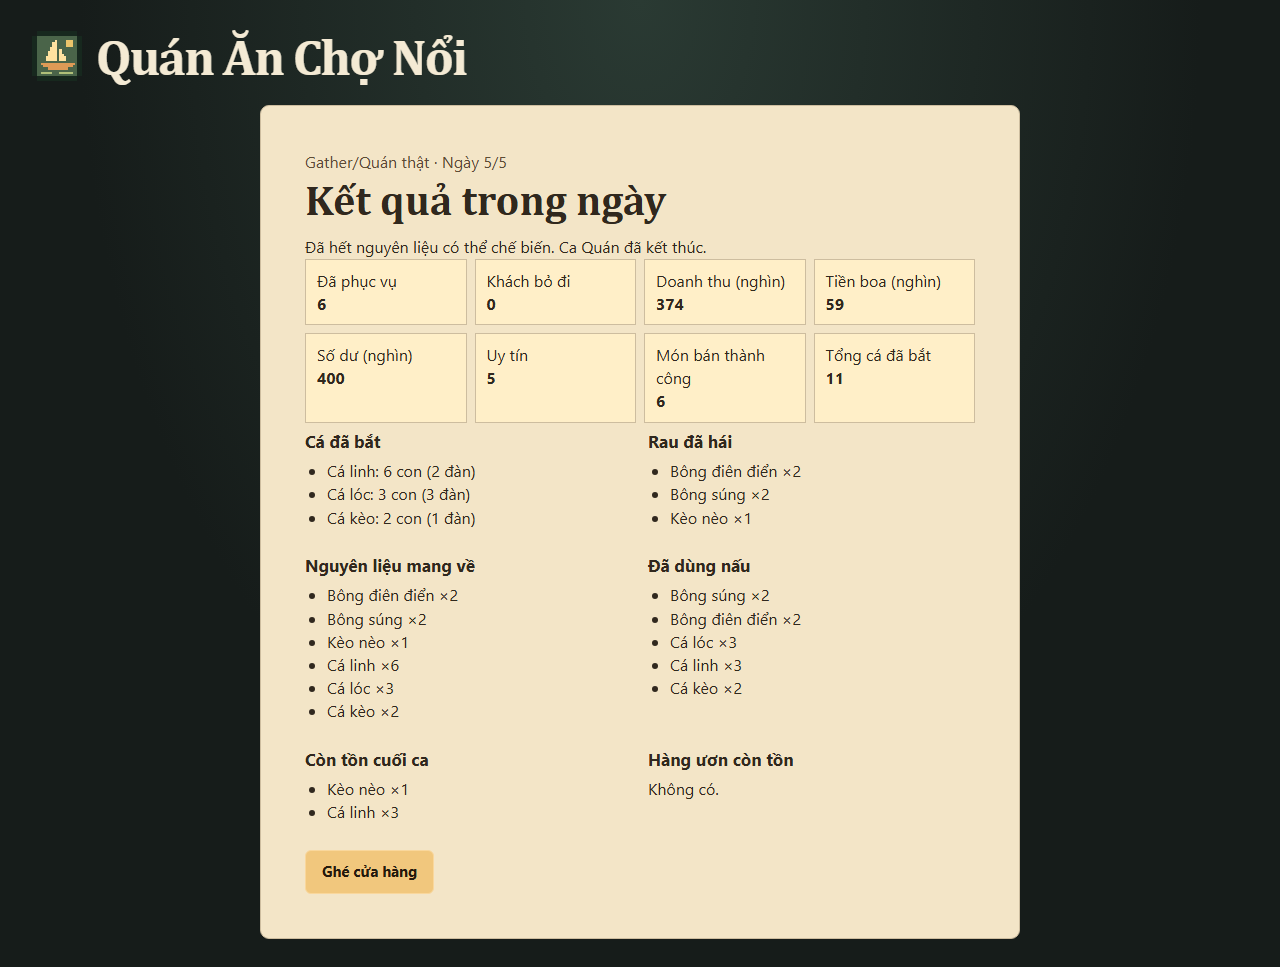 Quán Ăn Chợ Nổi
Gather/Quán thật · Ngày 5/5
Kết quả trong ngày
Đã hết nguyên liệu có thể chế biến. Ca Quán đã kết thúc.
Đã phục vụ
6
Khách bỏ đi
0
Doanh thu (nghìn)
374
Tiền boa (nghìn)
59
Số dư (nghìn)
400
Uy tín
5
Món bán thành
công
6
Tổng cá đã bắt
11
Cá đã bắt
• Cá linh: 6 con (2 đàn)
• Cá lóc: 3 con (3 đàn)
• Cá kèo: 2 con (1 đàn)
Rau đã hái
• Bông điên điển ×2
• Bông súng ×2
• Kèo nèo ×1
Nguyên liệu mang về
• Bông điên điển ×2
• Bông súng ×2
• Kèo nèo ×1
• Cá linh ×6
• Cá lóc ×3
• Cá kèo ×2
Đã dùng nấu
• Bông súng ×2
• Bông điên điển ×2
• Cá lóc ×3
• Cá linh ×3
• Cá kèo ×2
Còn tồn cuối ca
• Kèo nèo ×1
• Cá linh ×3
Hàng ươn còn tồn
Không có.
Ghé cửa hàng